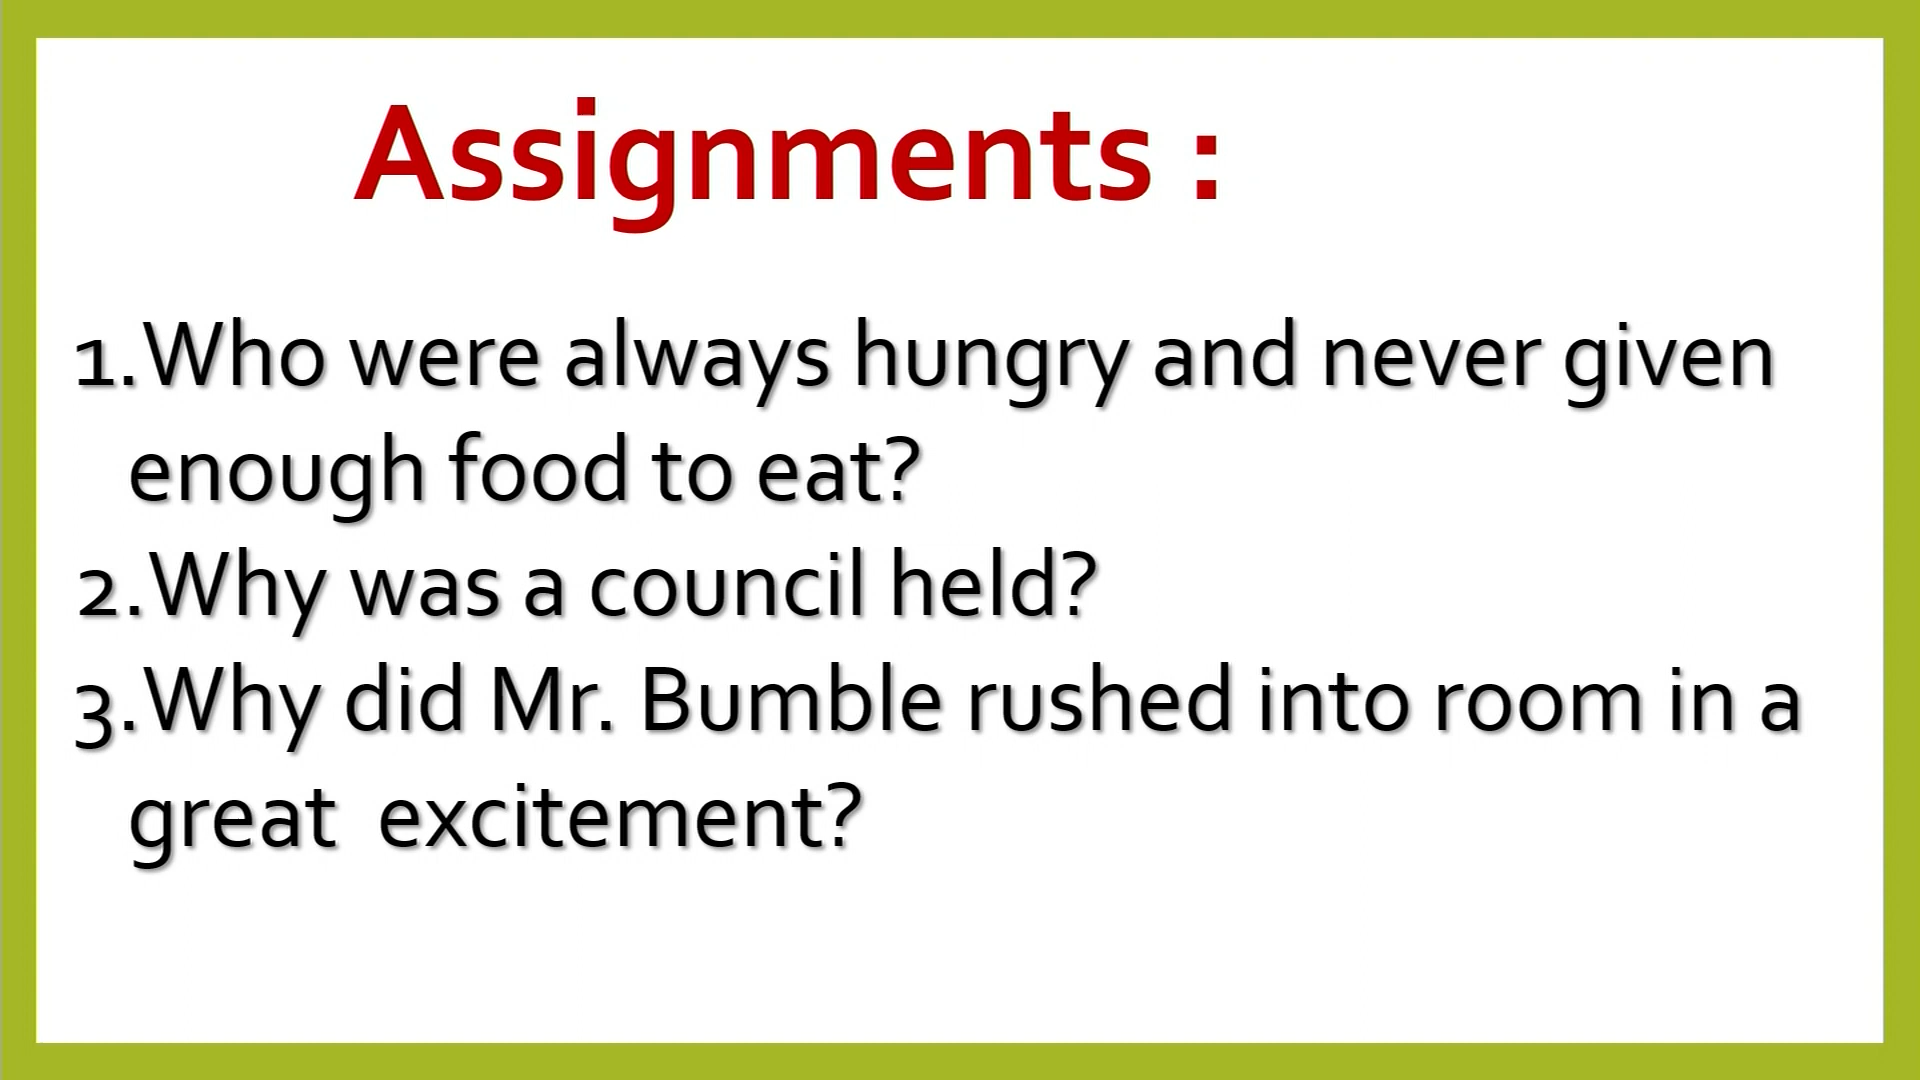 Assignments :
1.Who were always hungry and never given
enough food to eat?
2.Why was a council held?
3.Why did Mr. Bumble rushed into room in a
great  excitement?